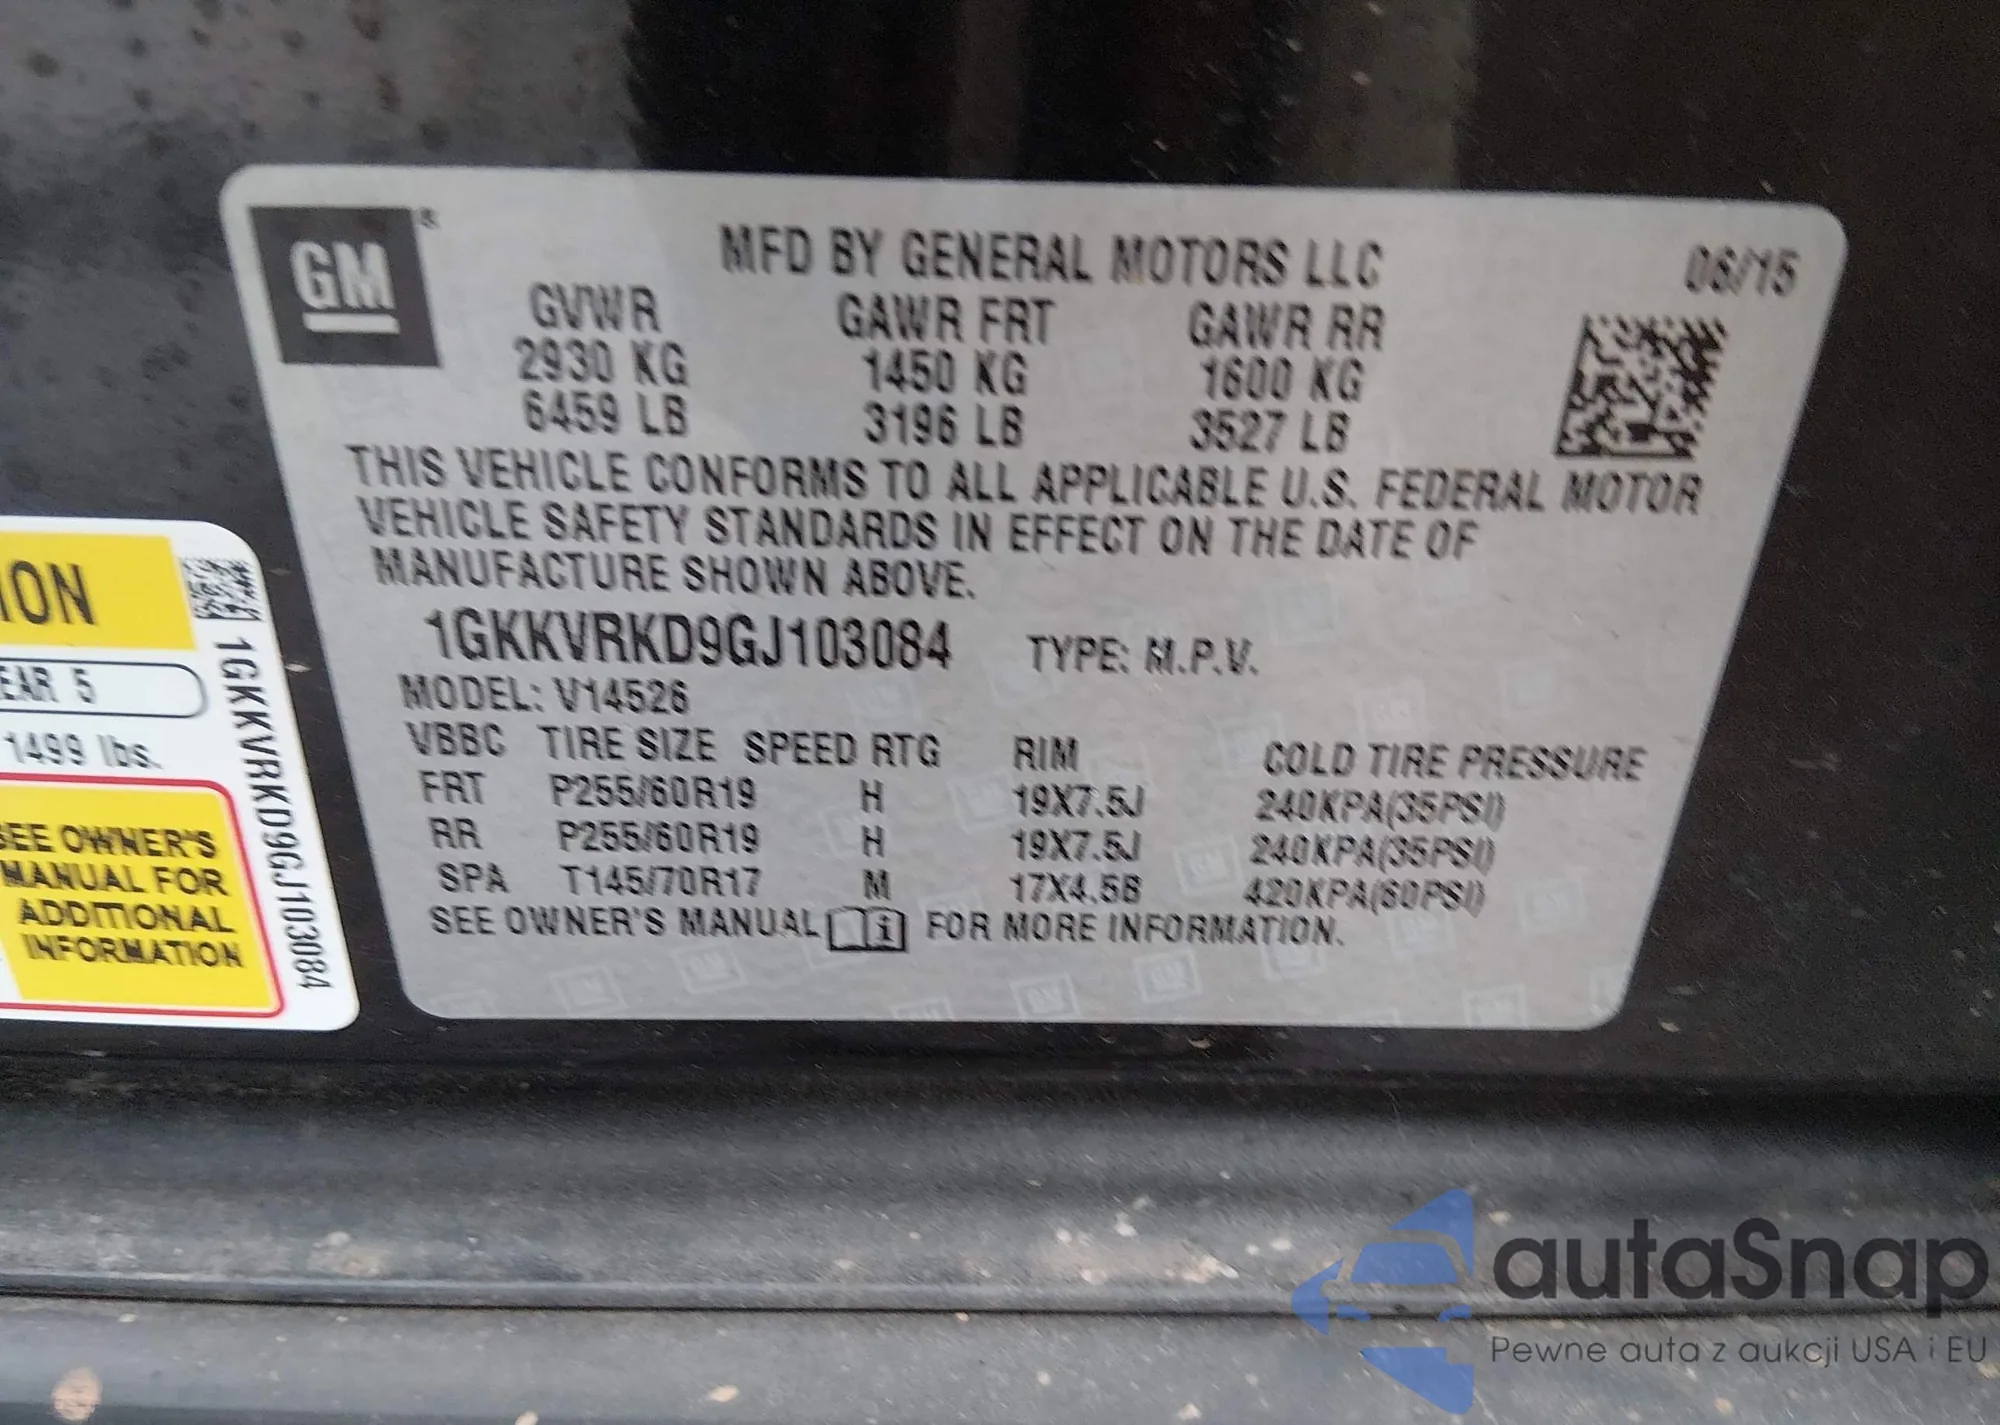 GM®
MFD BY GENERAL MOTORS LLC
06/15
GVWR GAWR FRT GAWR RR
2930 KG 1450 KG 1600 KG
6459 LB 3196 LB 3527 LB
THIS VEHICLE CONFORMS TO ALL APPLICABLE U.S. FEDERAL MOTOR
VEHICLE SAFETY STANDARDS IN EFFECT ON THE DATE OF
MANUFACTURE SHOWN ABOVE.
1GKKVRKD9GJ103084 TYPE: M.P.V.
MODEL: V14526
VBBC TIRE SIZE SPEED RTG RIM COLD TIRE PRESSURE
FRT P255/60R19 H 19X7.5J 240KPA(35PSI)
RR P255/60R19 H 19X7.5J 240KPA(35PSI)
SPA T145/70R17 M 17X4.5B 420KPA(60PSI)
SEE OWNER'S MANUAL i FOR MORE INFORMATION.
ION
EAR 5
1499 lbs.
SEE OWNER'S
MANUAL FOR
ADDITIONAL
INFORMATION
1GKKVRKD9GJ103084
autaSnap
Pewne auta z aukcji USA i EU